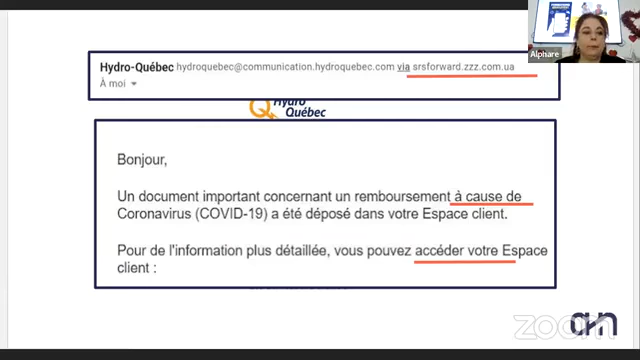 Alphare
Hydro-Québec hydroquebec@communication.hydroquebec.com via srsforward.zzz.com.ua
À moi
Hydro
Québec
Bonjour,
Un document important concernant un remboursement à cause de
Coronavirus (COVID-19) a été déposé dans votre Espace client.
Pour de l'information plus détaillée, vous pouvez accéder votre Espace
client :
zoom